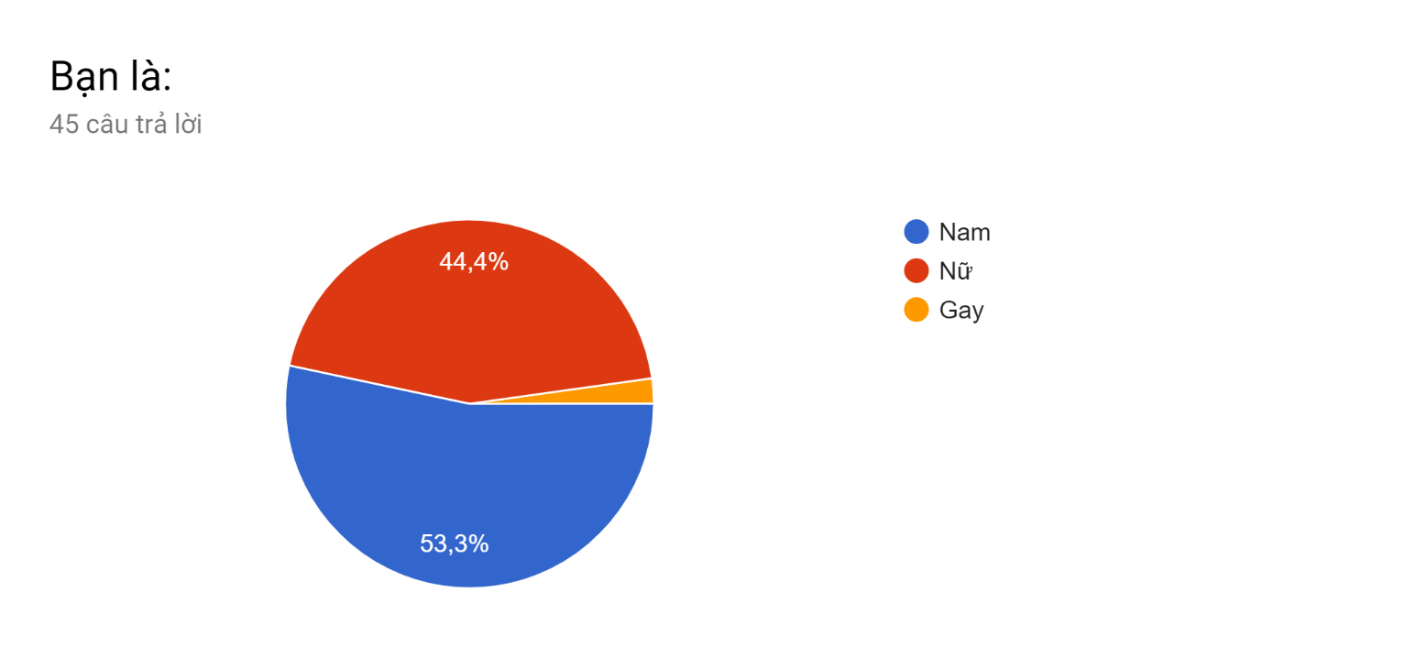 Bạn là:
45 câu trả lời
Nam
Nữ
Gay
44,4%
53,3%